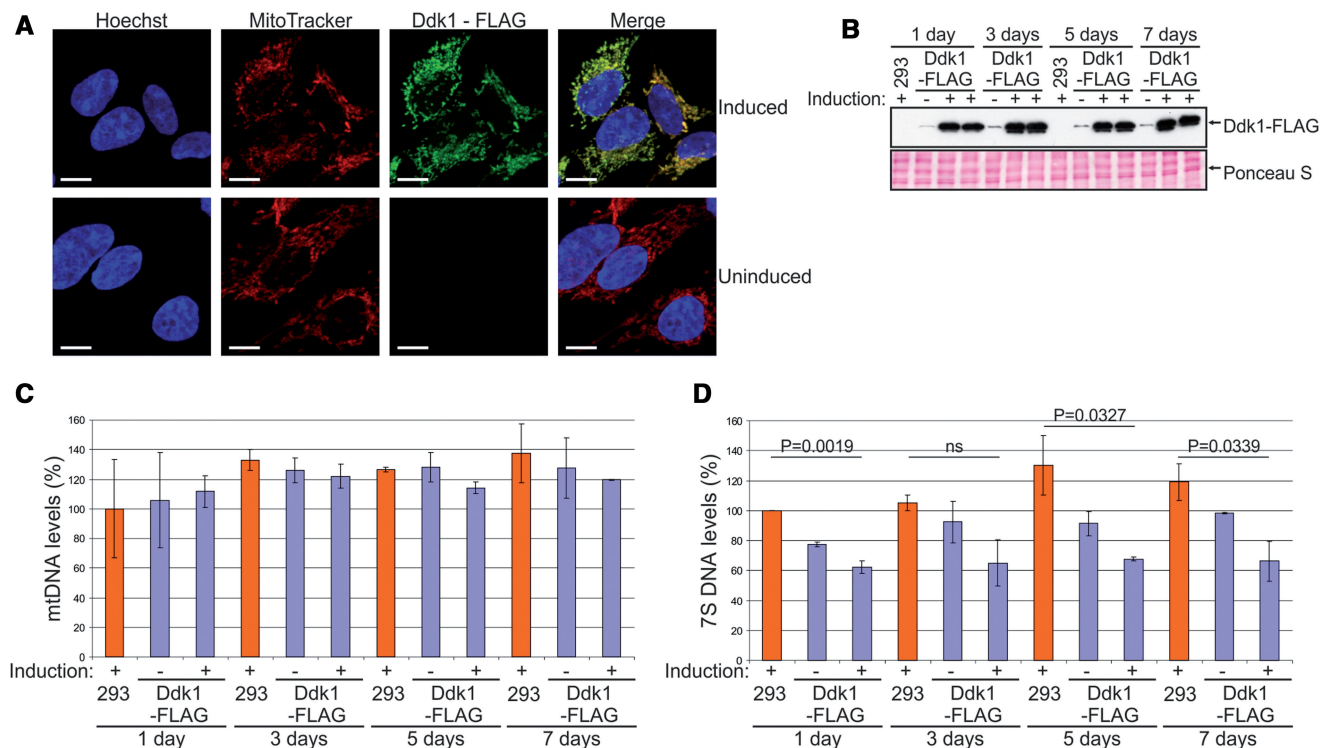 A
Hoechst MitoTracker Ddk1 - FLAG Merge
Induced
Uninduced
B
1 day 3 days 5 days 7 days
293 Ddk1 -FLAG Ddk1 -FLAG 293 Ddk1 -FLAG Ddk1 -FLAG
Induction: + - + + - + + + - + + - + +
Ddk1-FLAG
Ponceau S
C
mtDNA levels (%)
160
140
120
100
80
60
40
20
0
Induction: + - + + - + + - + + - +
293 Ddk1 293 Ddk1 293 Ddk1 293 Ddk1
-FLAG -FLAG -FLAG -FLAG
1 day 3 days 5 days 7 days
D
7S DNA levels (%)
160
140
120
100
80
60
40
20
0
P=0.0019
ns
P=0.0327
P=0.0339
Induction: + - + + - + + - + + - +
293 Ddk1 293 Ddk1 293 Ddk1 293 Ddk1
-FLAG -FLAG -FLAG -FLAG
1 day 3 days 5 days 7 days